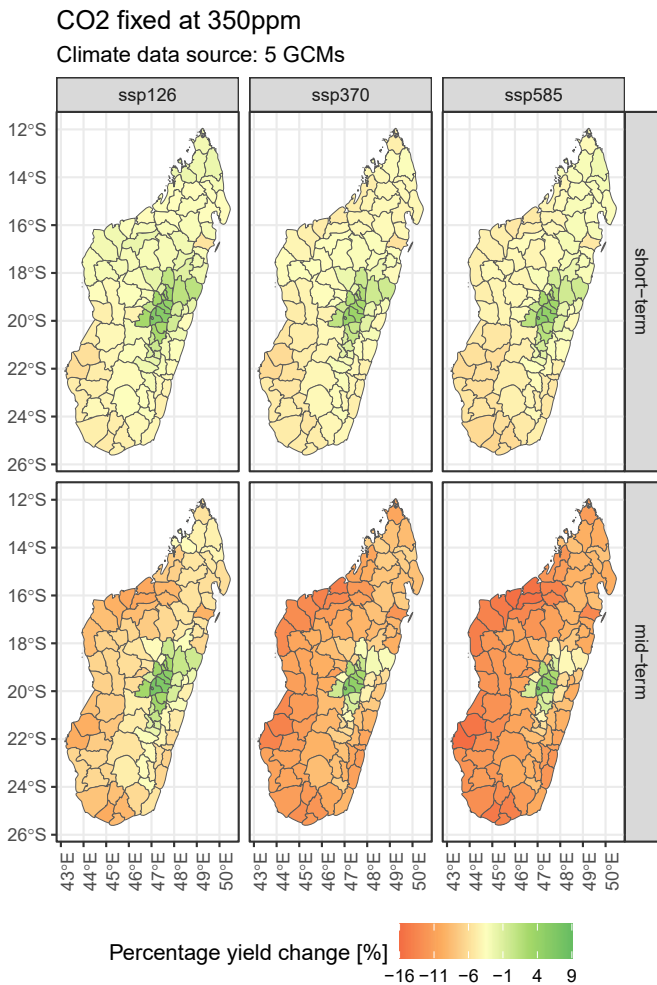 CO2 fixed at 350ppm
Climate data source: 5 GCMs
ssp126 ssp370 ssp585
12°S
14°S
16°S
18°S
20°S
22°S
24°S
26°S
short−term
12°S
14°S
16°S
18°S
20°S
22°S
24°S
26°S
mid−term
43°E 44°E 45°E 46°E 47°E 48°E 49°E 50°E 43°E 44°E 45°E 46°E 47°E 48°E 49°E 50°E 43°E 44°E 45°E 46°E 47°E 48°E 49°E 50°E
Percentage yield change [%]
−16 −11 −6 −1 4 9